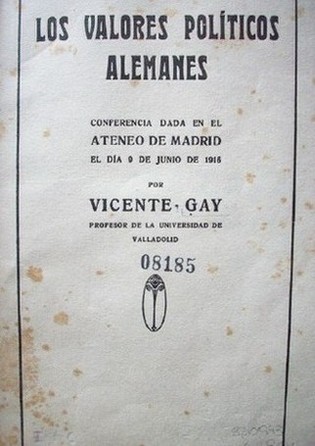 LOS VALORES POLÍTICOS
ALEMANES
CONFERENCIA DADA EN EL
ATENEO DE MADRID
EL DÍA 9 DE JUNIO DE 1915
POR
VICENTE GAY
PROFESOR DE LA UNIVERSIDAD DE
VALLADOLID
08185